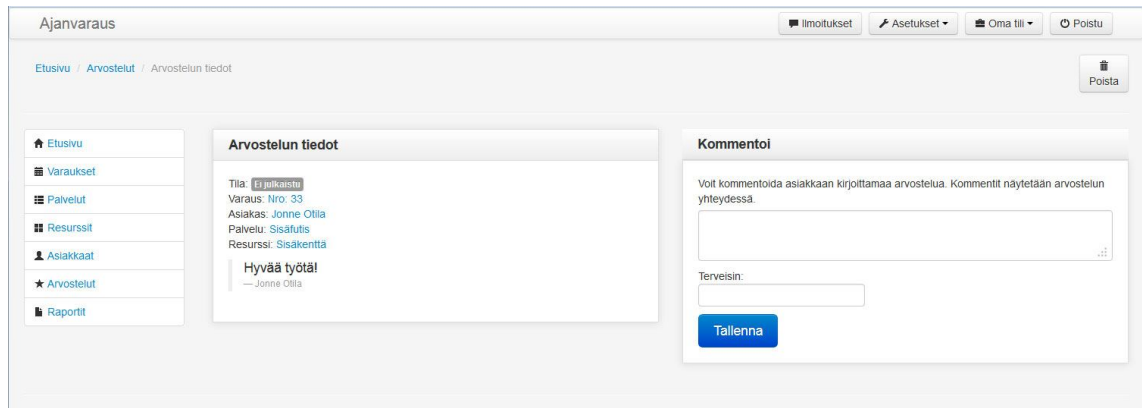 Ajanvaraus
Ilmoitukset Asetukset Oma tili Poistu
Etusivu / Arvostelut / Arvostelun tiedot
Poista
Etusivu
Varaukset
Palvelut
Resurssit
Asiakkaat
Arvostelut
Raportit
Arvostelun tiedot
Tila: Ei julkaistu
Varaus: Nro: 33
Asiakas: Jonne Otila
Palvelu: Sisäfutis
Resurssi: Sisäkenttä
Hyvää työtä!
— Jonne Otila
Kommentoi
Voit kommentoida asiakkaan kirjoittamaa arvostelua. Kommentit näytetään arvostelun
yhteydessä.
Terveisin:
Tallenna